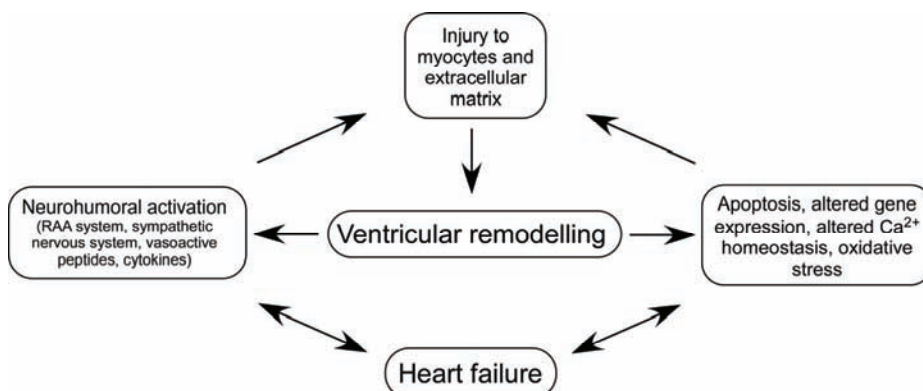 Injury to
myocytes and
extracellular
matrix
Neurohumoral activation
(RAA system, sympathetic
nervous system, vasoactive
peptides, cytokines)
Ventricular remodelling
Apoptosis, altered gene
expression, altered Ca²⁺
homeostasis, oxidative
stress
Heart failure